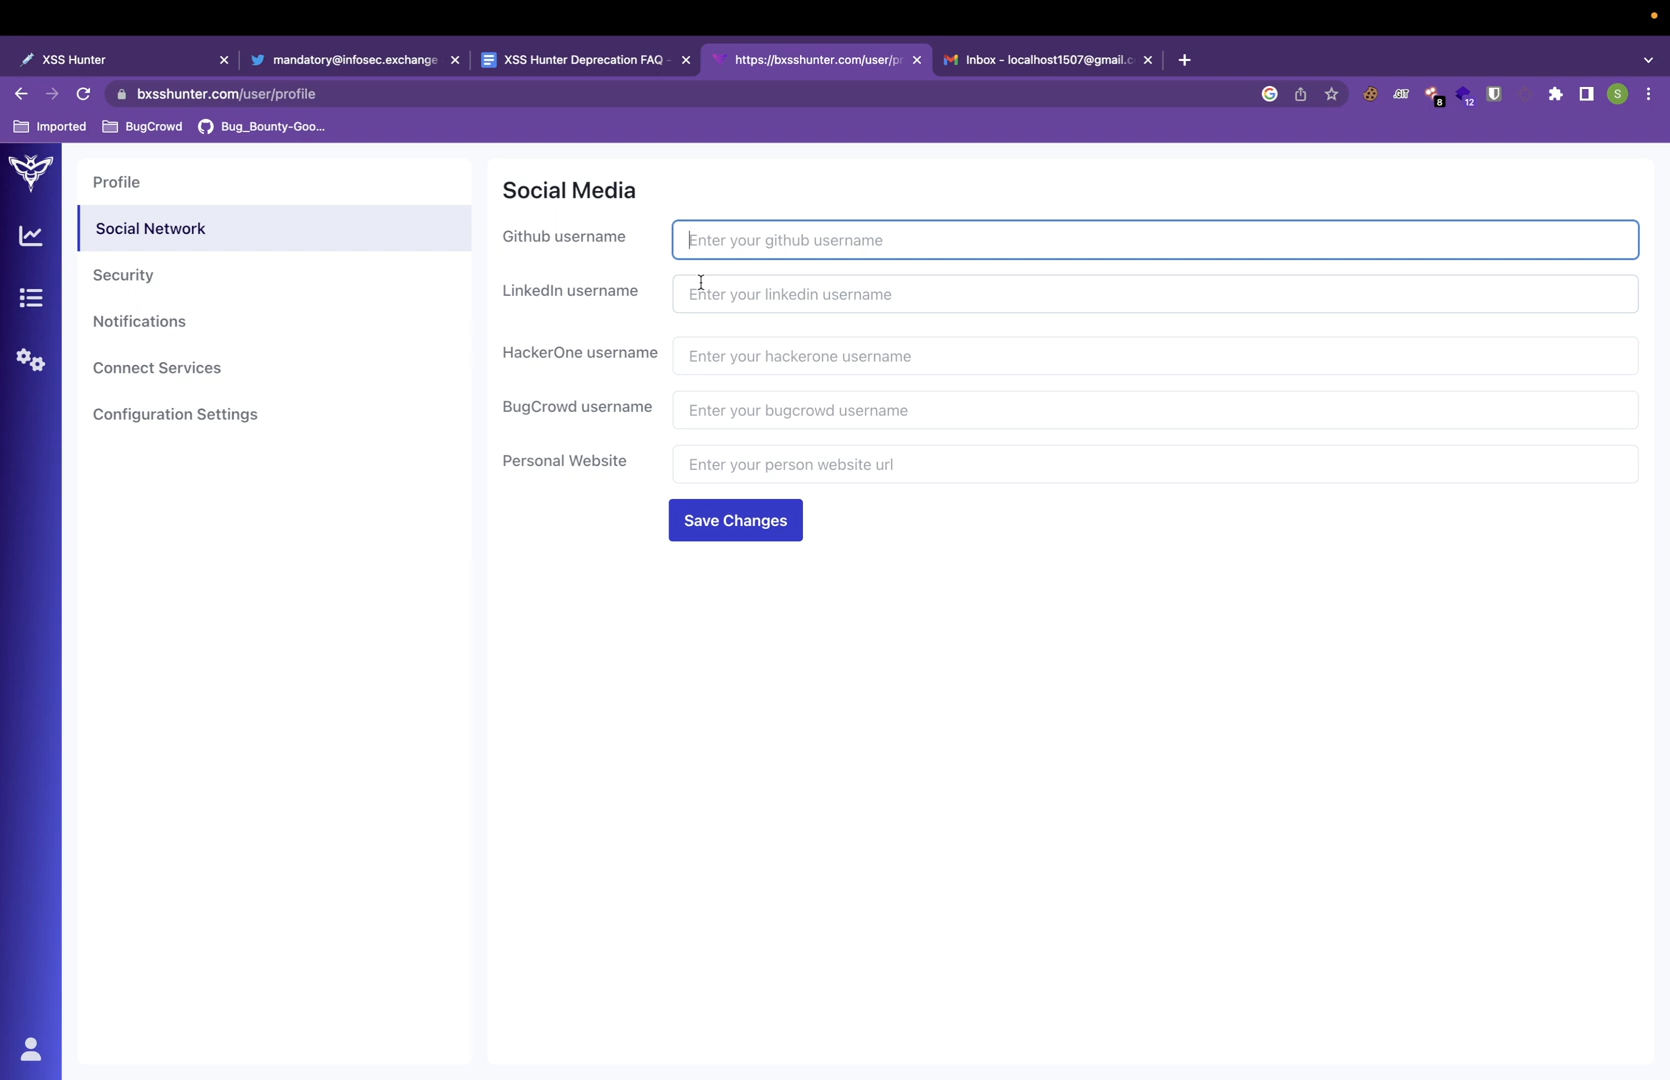 XSS Hunter
mandatory@infosec.exchange
XSS Hunter Deprecation FAQ -
https://bxsshunter.com/user/pr
Inbox - localhost1507@gmail.c
bxsshunter.com/user/profile
8
12
S
Imported
BugCrowd
Bug_Bounty-Goo...
Profile
Social Network
Security
Notifications
Connect Services
Configuration Settings
Social Media
Github username
Enter your github username
LinkedIn username
Enter your linkedin username
HackerOne username
Enter your hackerone username
BugCrowd username
Enter your bugcrowd username
Personal Website
Enter your person website url
Save Changes